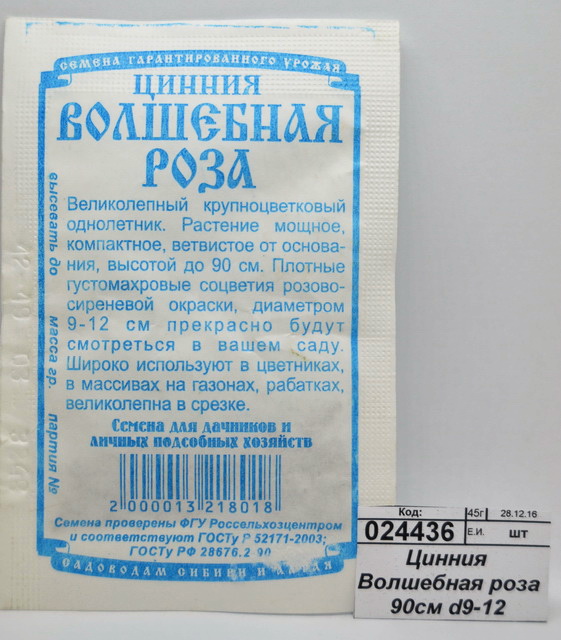 СЕМЕНА ГАРАНТИРОВАННОГО УРОЖАЯ
ЦИННИЯ
ВОЛШЕБНАЯ
РОЗА
Великолепный крупноцветковый
однолетник. Растение мощное,
компактное, ветвистое от основа-
ния, высотой до 90 см. Плотные
густомахровые соцветия розово-
сиреневой окраски, диаметром
9-12 см прекрасно будут
смотреться в вашем саду.
Широко используют в цветниках,
в массивах на газонах, рабатках,
великолепна в срезке.
Семена для дачников и
личных подсобных хозяйств
2 000013 218018
Семена проверены ФГУ Россельхозцентром
и соответствуют ГОСТу Р 52171-2003;
ГОСТу РФ 28676.2 90
САДОВОДАМ СИБИРИ И АЛТАЯ
высевать до масса гр. партия №
Код: 45г 28.12.16
024436 Е.И. шт
Цинния
Волшебная роза
90см d9-12